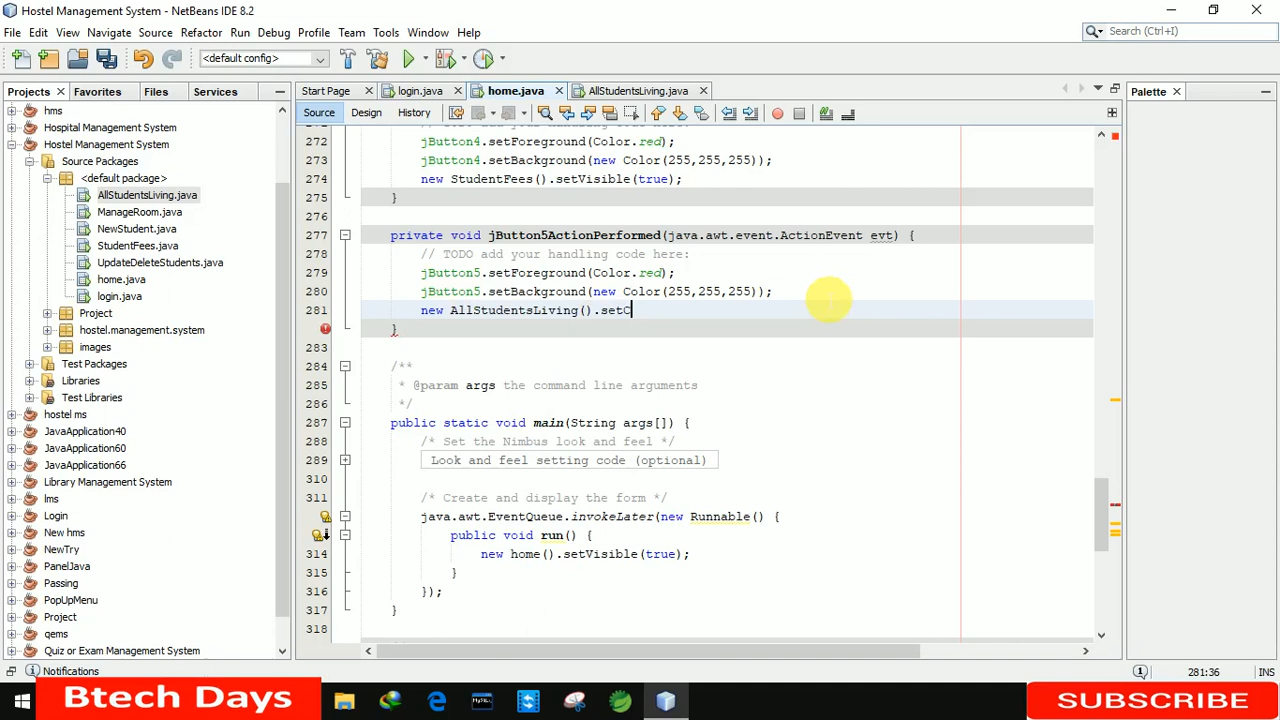 Hostel Management System - NetBeans IDE 8.2
File Edit View Navigate Source Refactor Run Debug Profile Team Tools Window Help
Search (Ctrl+I)
<default config>
Projects Favorites Files Services
Start Page login.java home.java AllStudentsLiving.java
Palette
Source Design History
hms
Hospital Management System
Hostel Management System
Source Packages
<default package>
AllStudentsLiving.java
ManageRoom.java
NewStudent.java
StudentFees.java
UpdateDeleteStudents.java
home.java
login.java
Project
hostel.management.system
images
Test Packages
Libraries
Test Libraries
hostel ms
JavaApplication40
JavaApplication60
JavaApplication66
Library Management System
lms
Login
New hms
NewTry
PanelJava
Passing
PopUpMenu
Project
qems
Quiz or Exam Management System
272 jButton4.setForeground(Color.red);
273 jButton4.setBackground(new Color(255,255,255));
274 new StudentFees().setVisible(true);
275 }
276
277 private void jButton5ActionPerformed(java.awt.event.ActionEvent evt) {
278 // TODO add your handling code here:
279 jButton5.setForeground(Color.red);
280 jButton5.setBackground(new Color(255,255,255));
281 new AllStudentsLiving().setC
}
283
284 /**
285 * @param args the command line arguments
286 */
287 public static void main(String args[]) {
288 /* Set the Nimbus look and feel */
289 Look and feel setting code (optional)
310
311 /* Create and display the form */
java.awt.EventQueue.invokeLater(new Runnable() {
public void run() {
314 new home().setVisible(true);
315 }
316 });
317 }
318
Notifications
281:36 INS
Btech Days
SUBSCRIBE